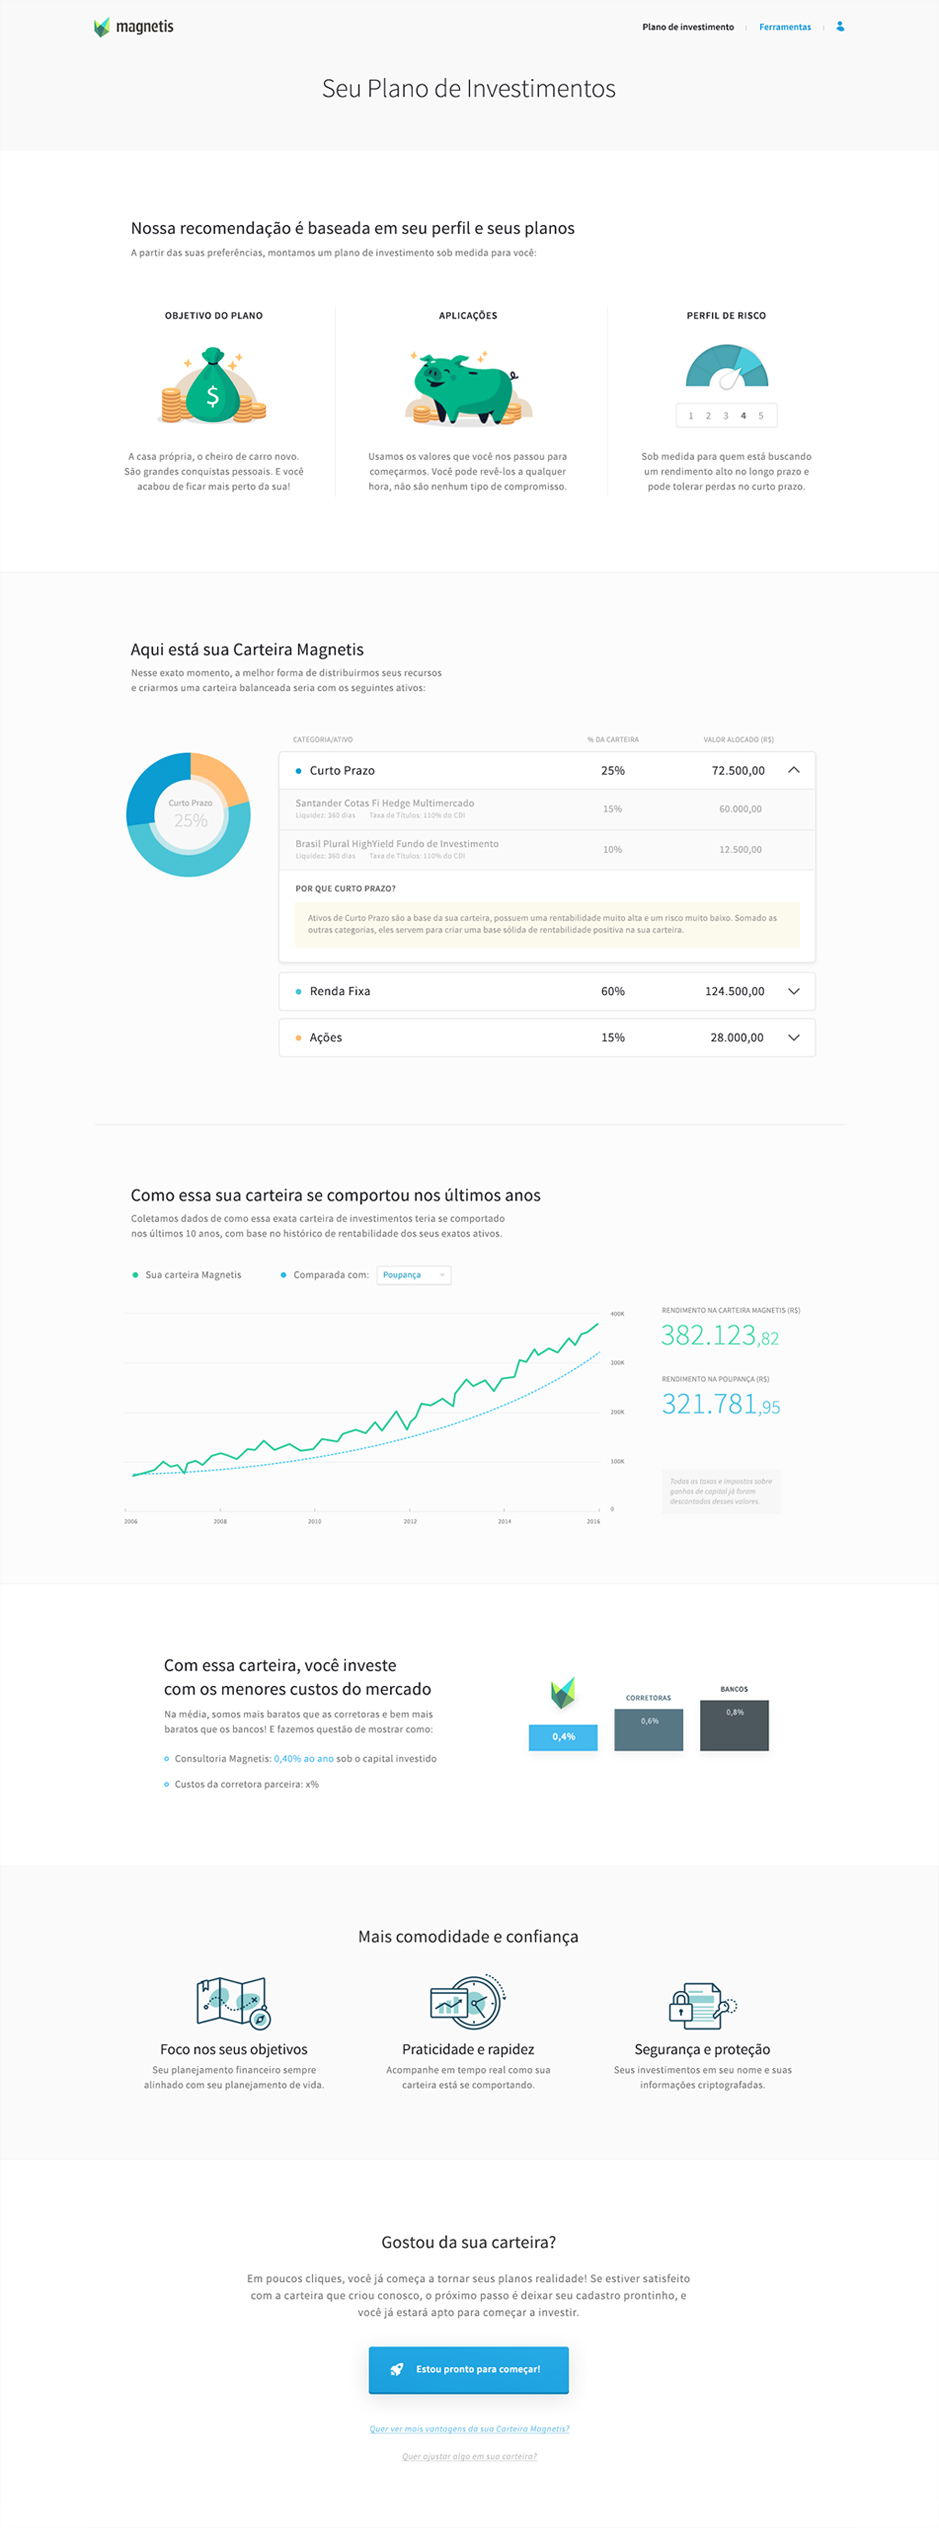 magnetis
Plano de investimento
Ferramentas
Seu Plano de Investimentos
Nossa recomendação é baseada em seu perfil e seus planos
A partir das suas preferências, montamos um plano de investimento sob medida para você:
OBJETIVO DO PLANO
$
A casa própria, o cheiro de carro novo.
São grandes conquistas pessoais. E você
acabou de ficar mais perto da sua!
APLICAÇÕES
Usamos os valores que você nos passou para
começarmos. Você pode revê-los a qualquer
hora, não são nenhum tipo de compromisso.
PERFIL DE RISCO
1 2 3 4 5
Sob medida para quem está buscando
um rendimento alto no longo prazo e
pode tolerar perdas no curto prazo.
Aqui está sua Carteira Magnetis
Nesse exato momento, a melhor forma de distribuirmos seus recursos
e criarmos uma carteira balanceada seria com os seguintes ativos:
Curto Prazo
25%
CATEGORIA/ATIVO % DA CARTEIRA VALOR ALOCADO (R$)
Curto Prazo 25% 72.500,00
Santander Cotas Fi Hedge Multimercado 15% 60.000,00
Liquidez: 360 dias Taxa de Títulos: 110% do CDI
Brasil Plural HighYield Fundo de Investimento 10% 12.500,00
Liquidez: 360 dias Taxa de Títulos: 110% do CDI
POR QUE CURTO PRAZO?
Ativos de Curto Prazo são a base da sua carteira, possuem uma rentabilidade muito alta e um risco muito baixo. Somado as
outras categorias, eles servem para criar uma base sólida de rentabilidade positiva na sua carteira.
Renda Fixa 60% 124.500,00
Ações 15% 28.000,00
Como essa sua carteira se comportou nos últimos anos
Coletamos dados de como essa exata carteira de investimentos teria se comportado
nos últimos 10 anos, com base no histórico de rentabilidade dos seus exatos ativos.
Sua carteira Magnetis
Comparada com: Poupança
400K
300K
200K
100K
0
2006 2008 2010 2012 2014 2016
RENDIMENTO NA CARTEIRA MAGNETIS (R$)
382.123,82
RENDIMENTO NA POUPANÇA (R$)
321.781,95
Todas as taxas e impostos sobre
ganhos de capital já foram
descontados desses valores.
Com essa carteira, você investe
com os menores custos do mercado
Na média, somos mais baratos que as corretoras e bem mais
baratos que os bancos! E fazemos questão de mostrar como:
Consultoria Magnetis: 0,40% ao ano sob o capital investido
Custos da corretora parceira: x%
0,4%
CORRETORAS
0,6%
BANCOS
0,8%
Mais comodidade e confiança
Foco nos seus objetivos
Seu planejamento financeiro sempre
alinhado com seu planejamento de vida.
Praticidade e rapidez
Acompanhe em tempo real como sua
carteira está se comportando.
Segurança e proteção
Seus investimentos em seu nome e suas
informações criptografadas.
Gostou da sua carteira?
Em poucos cliques, você já começa a tornar seus planos realidade! Se estiver satisfeito
com a carteira que criou conosco, o próximo passo é deixar seu cadastro prontinho, e
você já estará apto para começar a investir.
Estou pronto para começar!
Quer ver mais vantagens da sua Carteira Magnetis?
Quer ajustar algo em sua carteira?